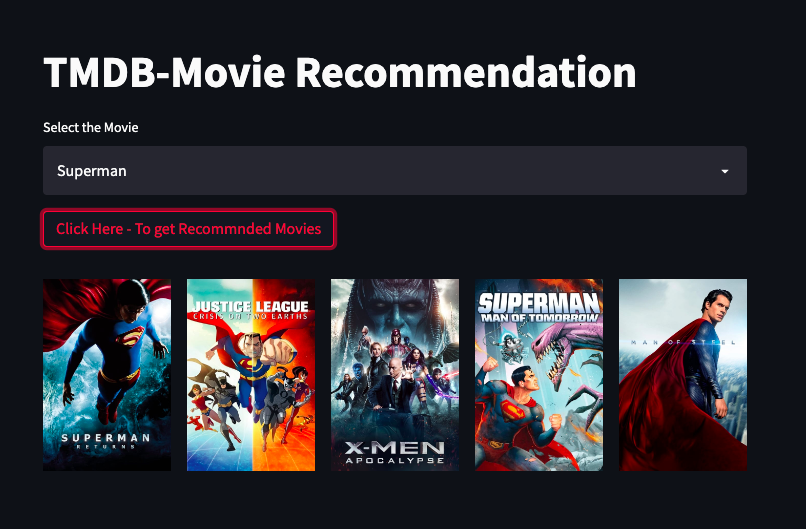 TMDB-Movie Recommendation
Select the Movie
Superman
Click Here - To get Recommnded Movies
SUPERMAN
RETURNS
JUSTICE LEAGUE
CRISIS ON TWO EARTHS
X-MEN
APOCALYPSE
SUPERMAN
MAN OF TOMORROW
MAN OF STEEL